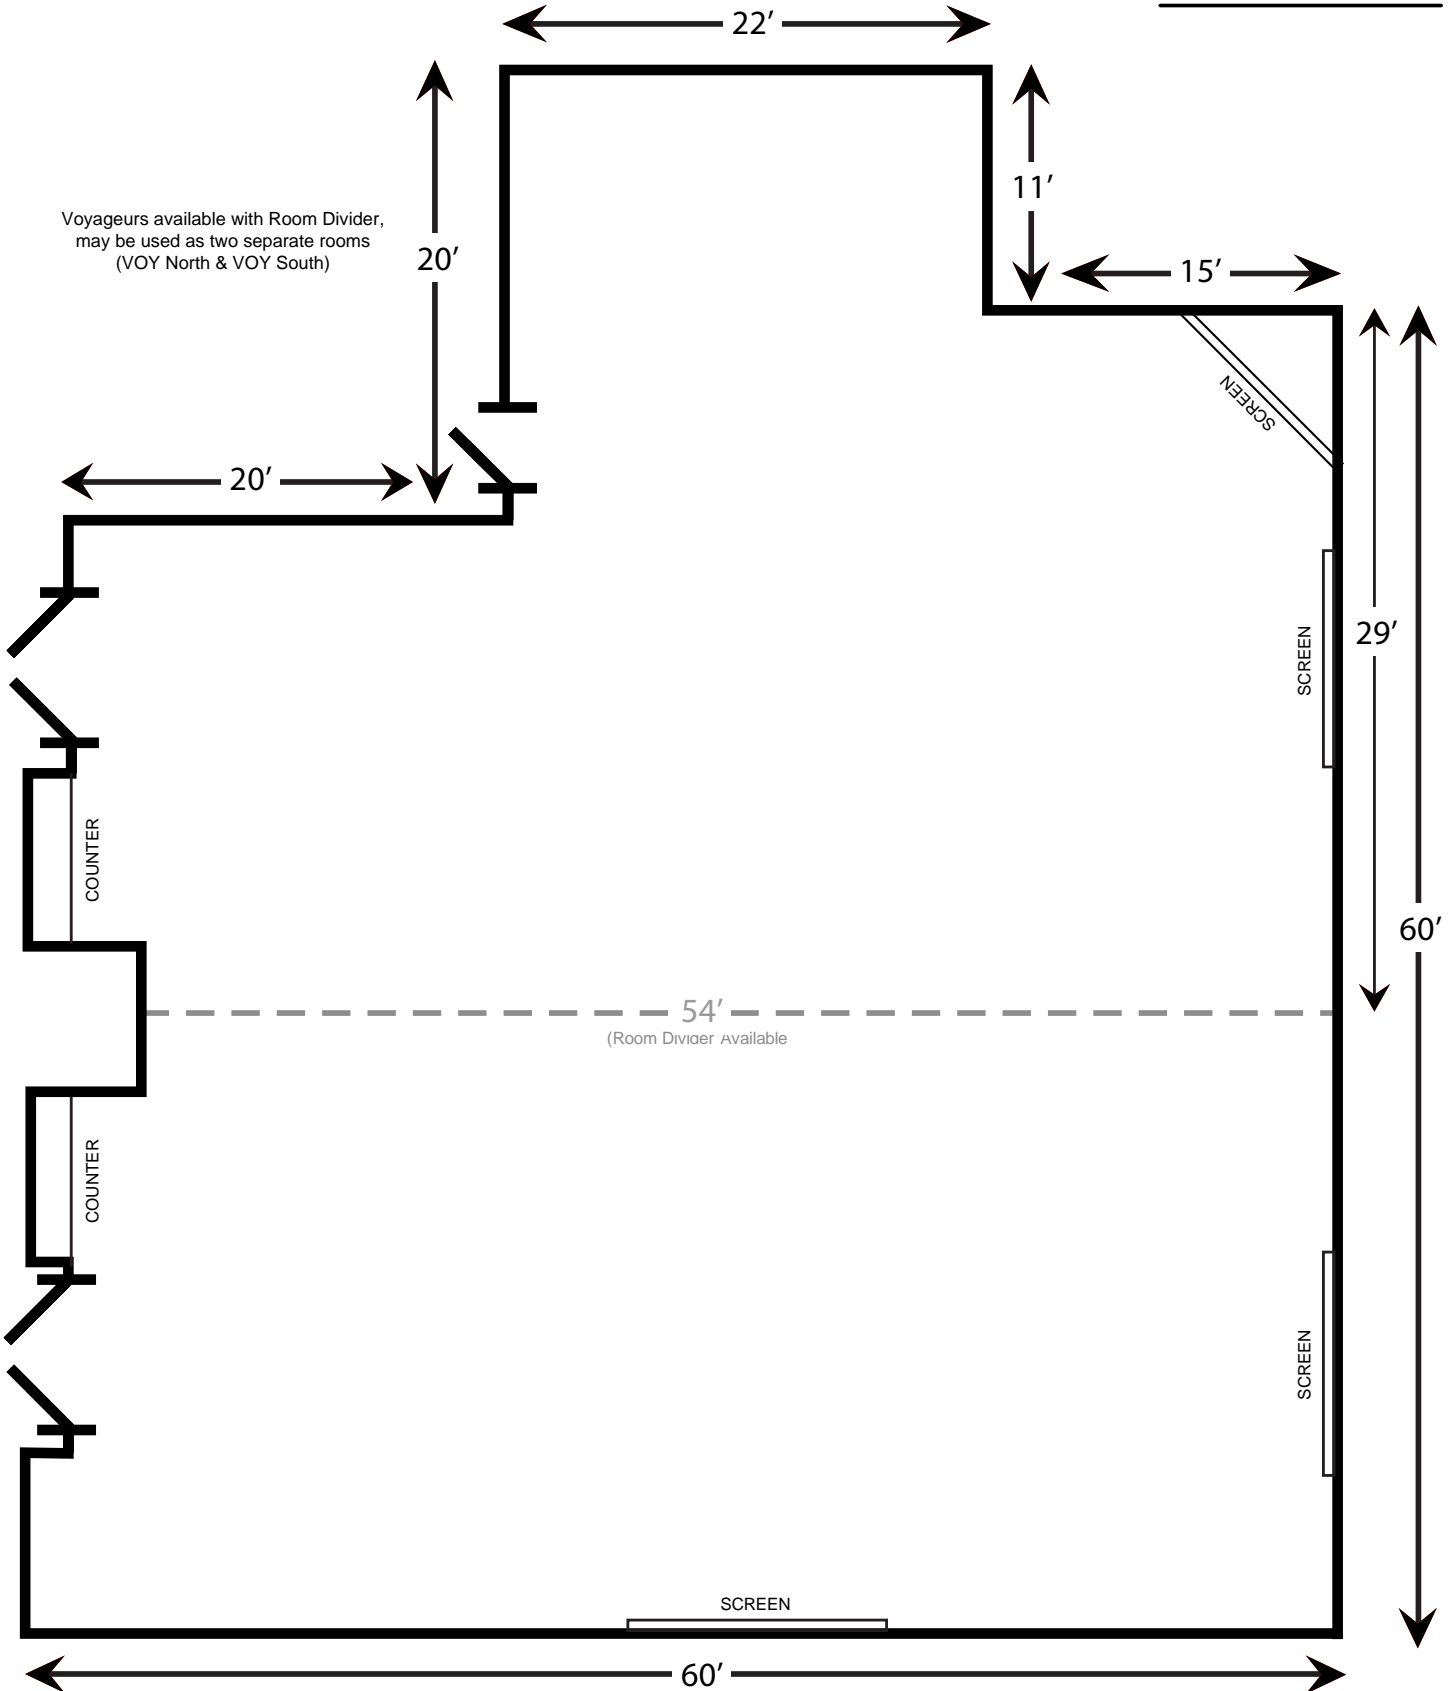 22’
11’
Voyageurs available with Room Divider,
may be used as two separate rooms
(VOY North & VOY South)
20’
15’
SCREEN
20’
29’
SCREEN
COUNTER
60’
54’
(Room Divider Available
COUNTER
SCREEN
SCREEN
60’